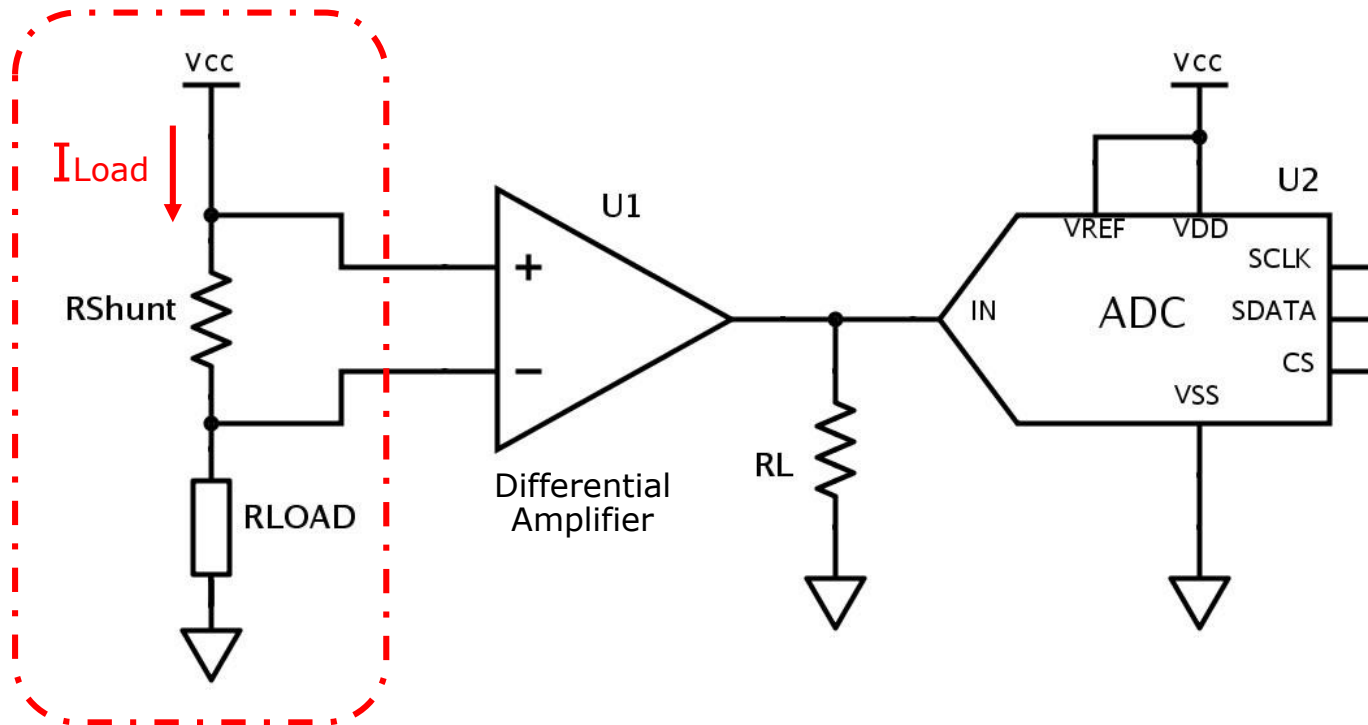 Vcc
ILoad
RShunt
RLOAD
+
−
U1
Differential
Amplifier
RL
Vcc
U2
VREF
VDD
SCLK
IN
ADC
SDATA
CS
VSS